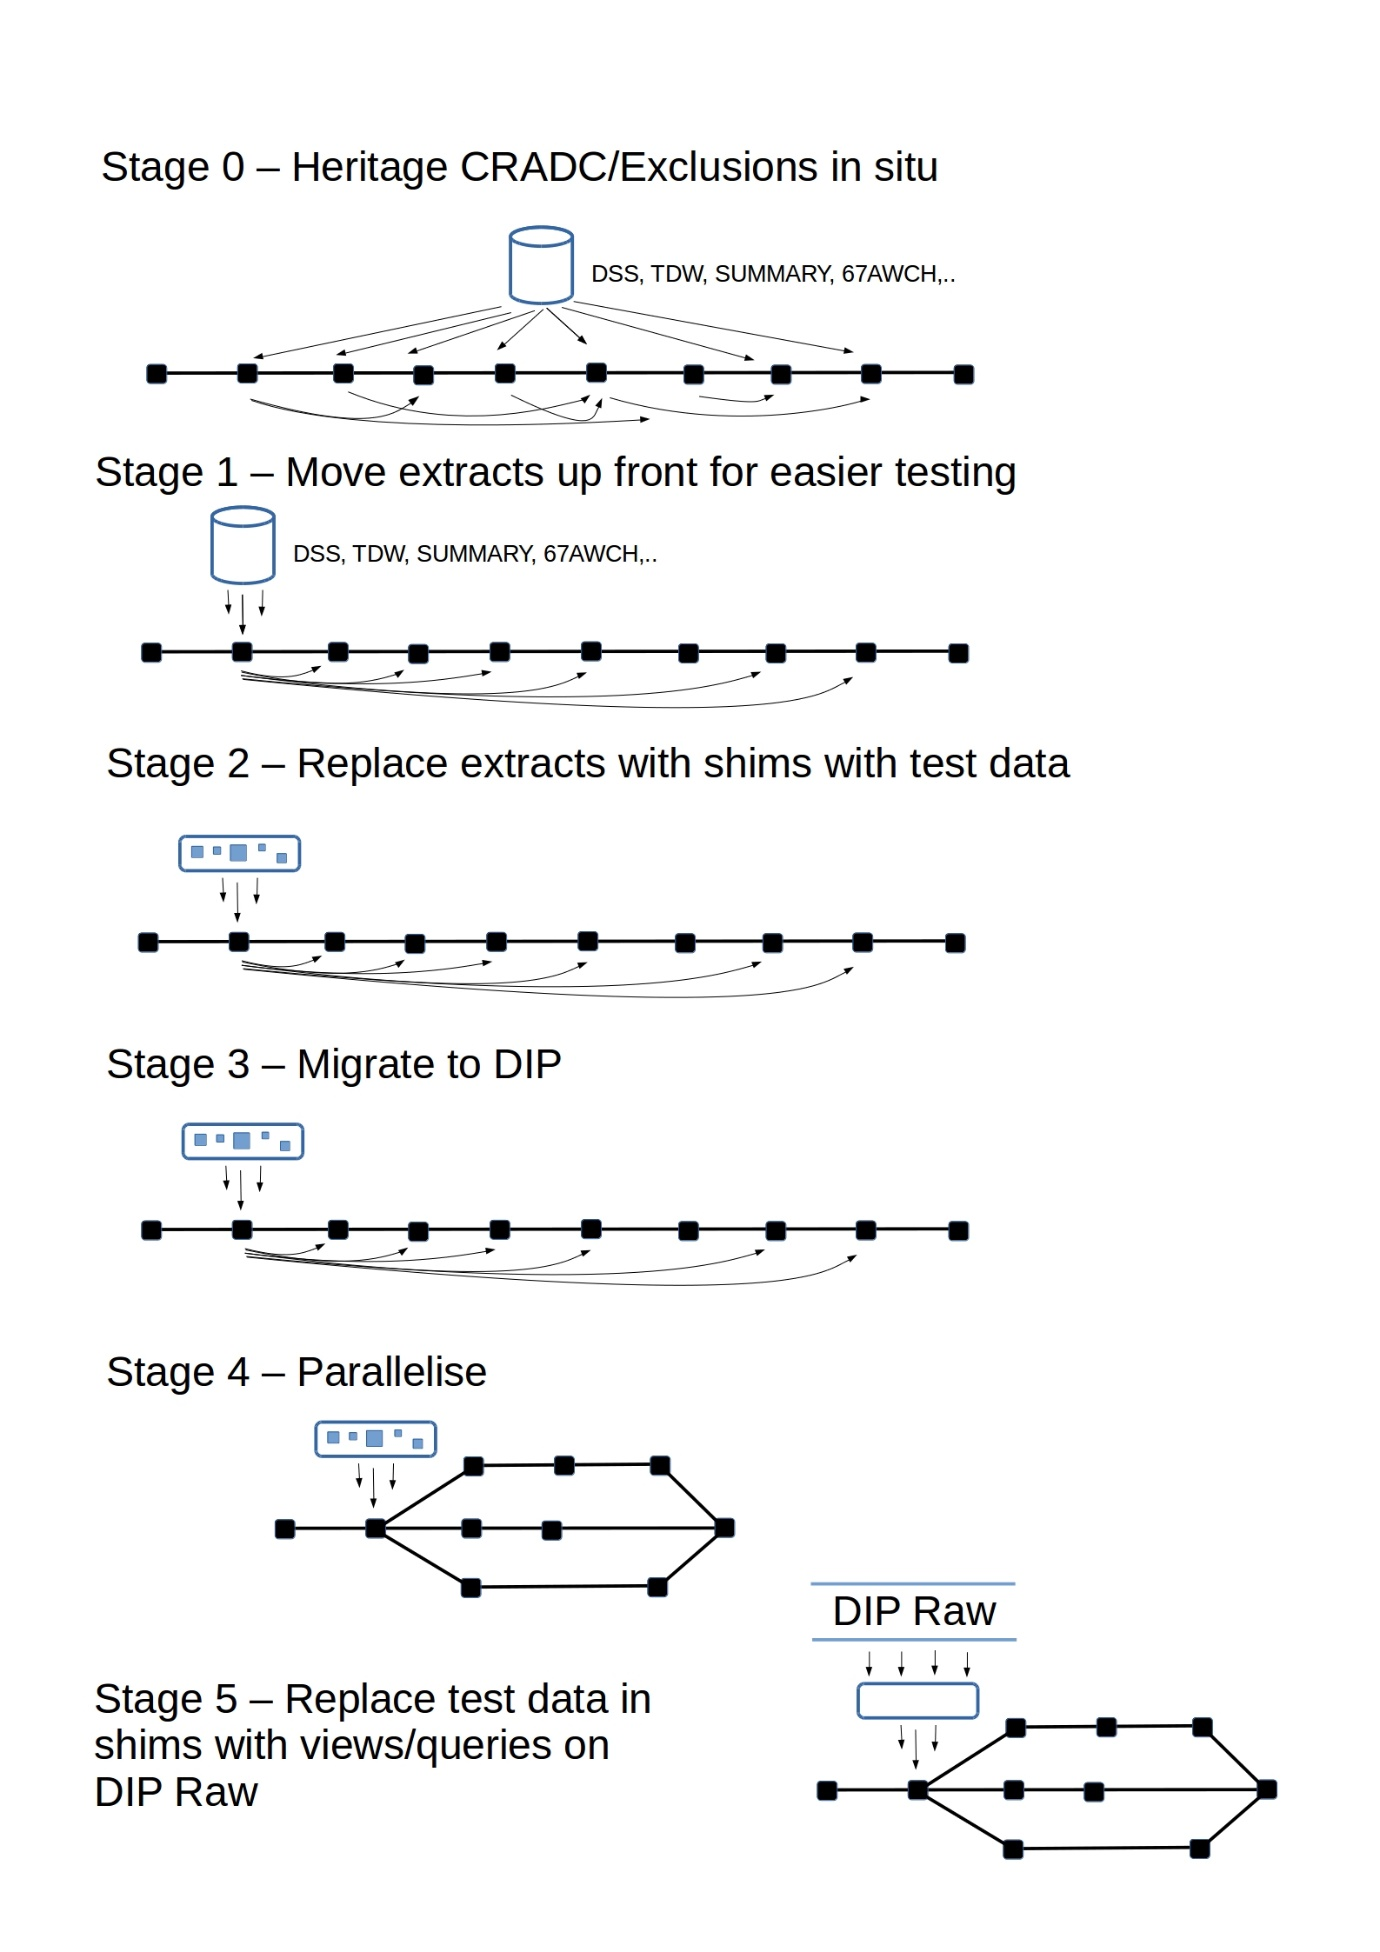 Stage 0 – Heritage CRADC/Exclusions in situ
DSS, TDW, SUMMARY, 67AWCH,..
Stage 1 – Move extracts up front for easier testing
DSS, TDW, SUMMARY, 67AWCH,..
Stage 2 – Replace extracts with shims with test data
Stage 3 – Migrate to DIP
Stage 4 – Parallelise
DIP Raw
Stage 5 – Replace test data in
shims with views/queries on
DIP Raw